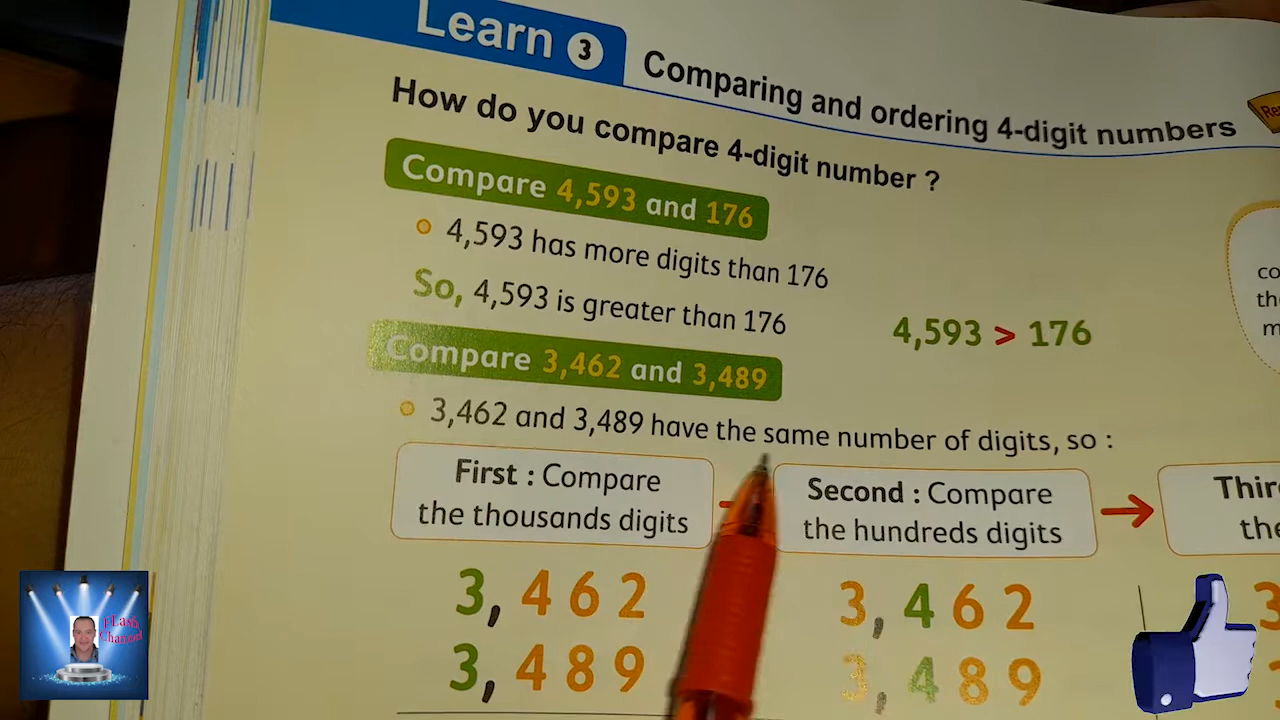 Learn 3
Comparing and ordering 4-digit numbers
How do you compare 4-digit number ?
Compare 4,593 and 176
4,593 has more digits than 176
So, 4,593 is greater than 176
4,593 > 176
Compare 3,462 and 3,489
3,462 and 3,489 have the same number of digits, so :
First : Compare
the thousands digits
Second : Compare
the hundreds digits
3,462
3,489
3,462
3,489
fLash
Channel